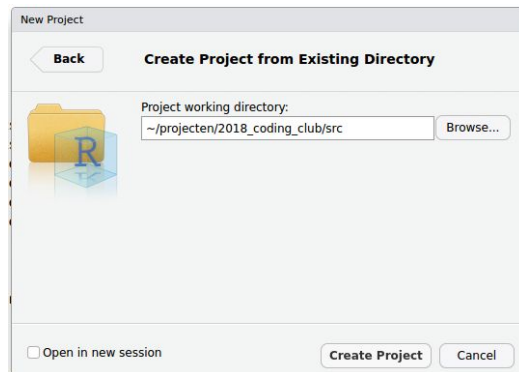 New Project
Back
Create Project from Existing Directory
Project working directory:
~/projecten/2018_coding_club/src
Browse...
R
Open in new session
Create Project
Cancel